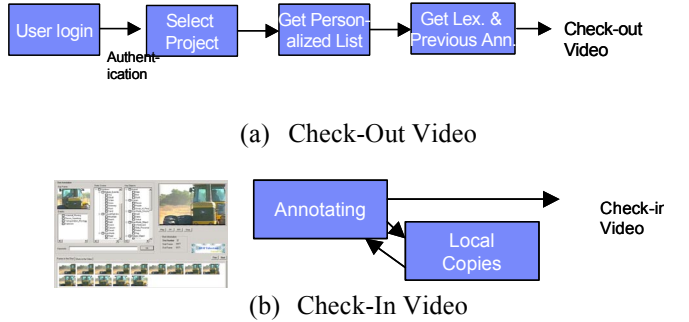 User login
Authent-
ication
Select
Project
Get Person-
alized List
Get Lex. &
Previous Ann.
Check-out
Video
(a) Check-Out Video
Annotating
Local
Copies
Check-in
Video
(b) Check-In Video